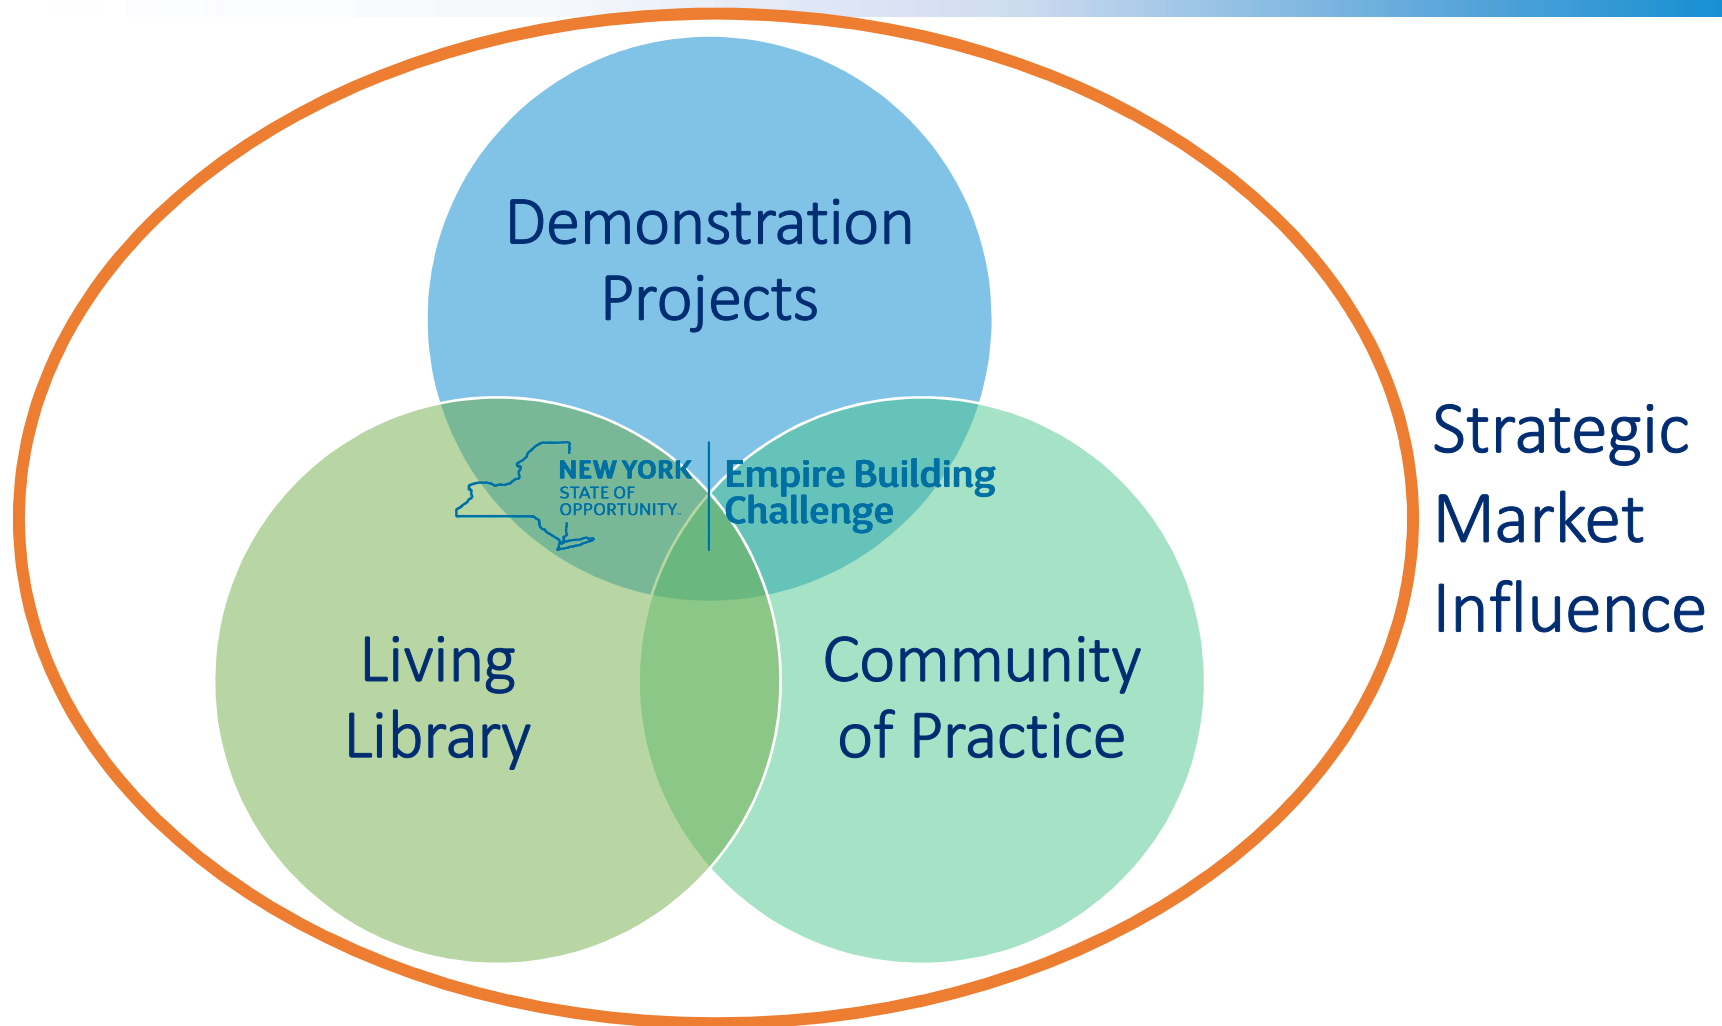 Demonstration
Projects
NEW YORK
STATE OF
OPPORTUNITY.
Empire Building
Challenge
Living
Library
Community
of Practice
Strategic
Market
Influence